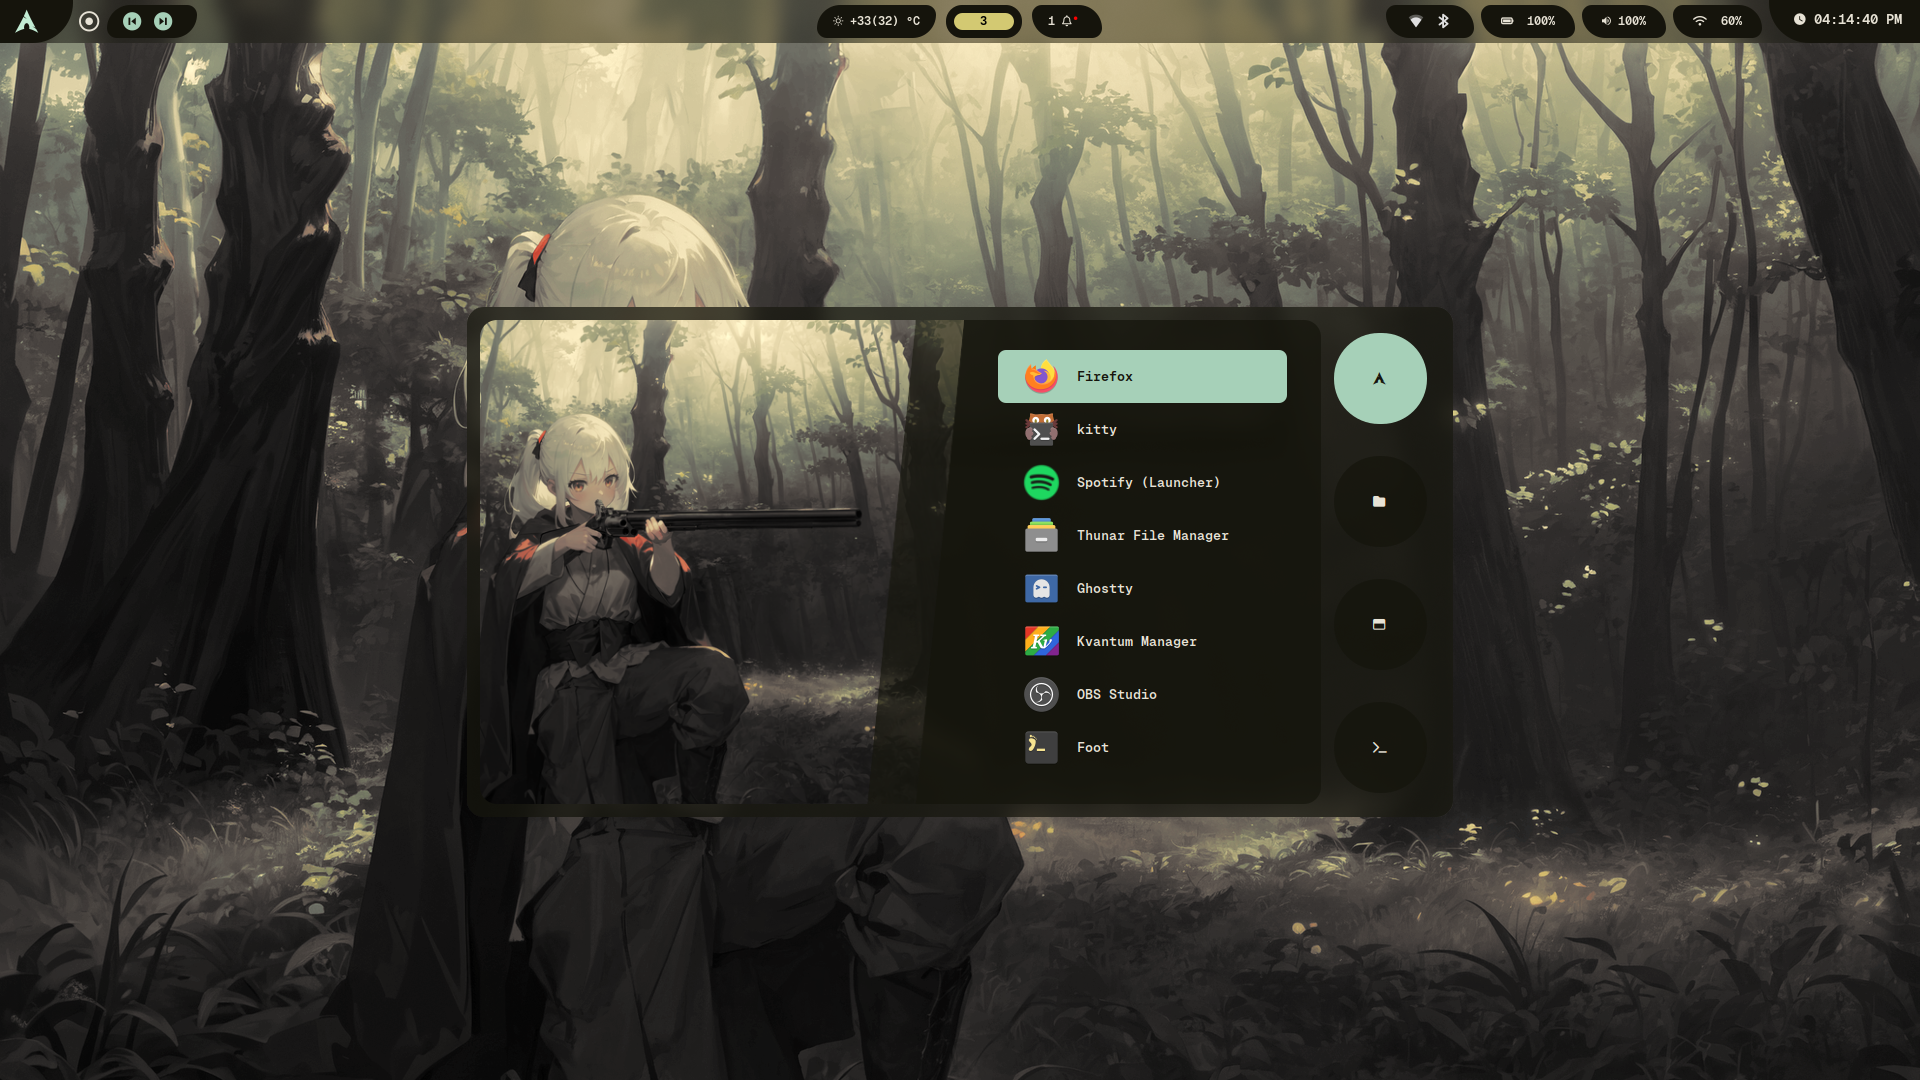 +33(32) °C
3
1
100%
100%
60%
04:14:40 PM
Firefox
kitty
Spotify (Launcher)
Thunar File Manager
Ghostty
Kvantum Manager
OBS Studio
Foot